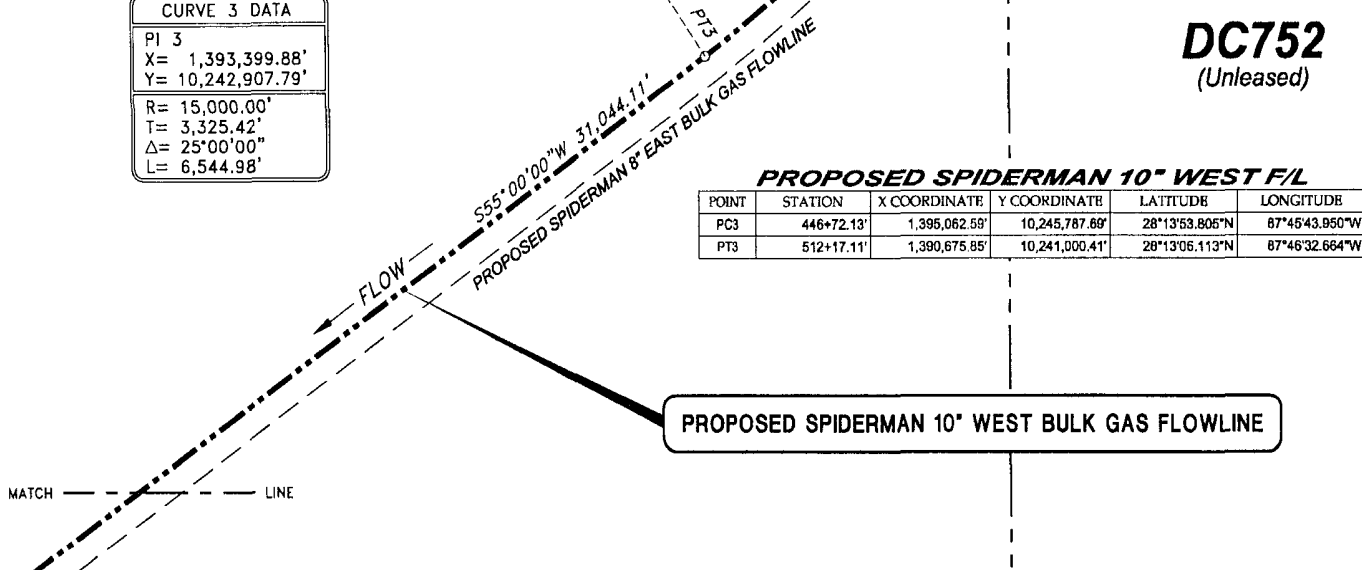 CURVE 3 DATA
PI 3
X= 1,393,399.88'
Y= 10,242,907.79'
R= 15,000.00'
T= 3,325.42'
Δ= 25°00'00"
L= 6,544.98'
PT3
DC752
(Unleased)
S55°00'00"W 31,044.11'
PROPOSED SPIDERMAN 8" EAST BULK GAS FLOWLINE
FLOW
PROPOSED SPIDERMAN 10" WEST F/L
POINT STATION X COORDINATE Y COORDINATE LATITUDE LONGITUDE
PC3 446+72.13' 1,395,062.59' 10,245,787.69' 28°13'53.805"N 87°45'43.950"W
PT3 512+17.11' 1,390,675.85' 10,241,000.41' 28°13'06.113"N 87°46'32.664"W
PROPOSED SPIDERMAN 10" WEST BULK GAS FLOWLINE
MATCH LINE